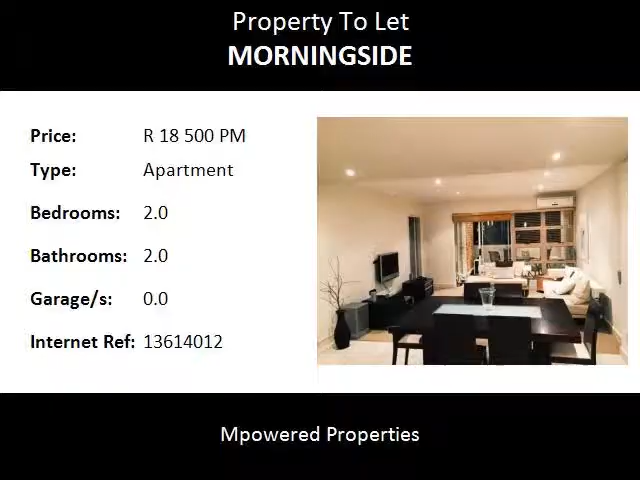 Property To Let
MORNINGSIDE
Price: R 18 500 PM
Type: Apartment
Bedrooms: 2.0
Bathrooms: 2.0
Garage/s: 0.0
Internet Ref: 13614012
Mpowered Properties